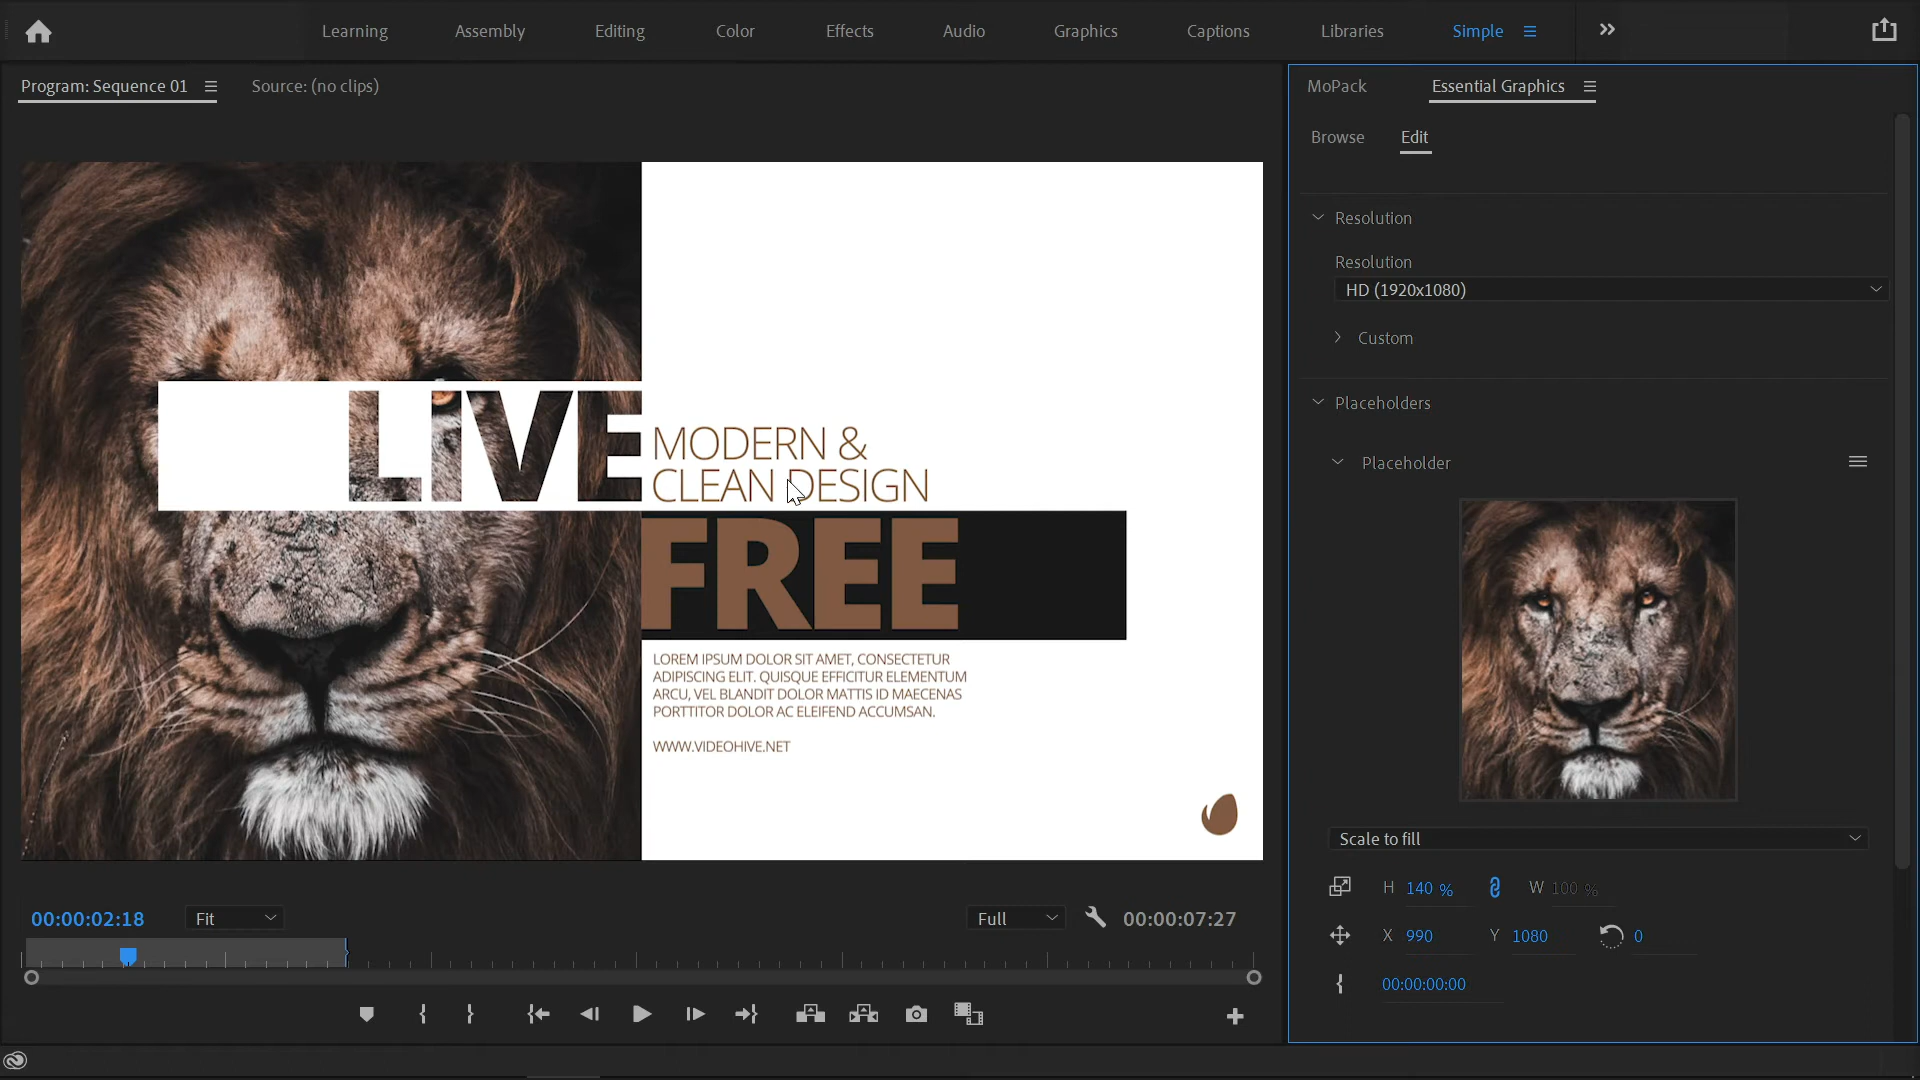 Learning Assembly Editing Color Effects Audio Graphics Captions Libraries Simple
Program: Sequence 01 Source: (no clips)
LIVE
MODERN &
CLEAN DESIGN
FREE
LOREM IPSUM DOLOR SIT AMET, CONSECTETUR
ADIPISCING ELIT. QUISQUE EFFICITUR ELEMENTUM
ARCU, VEL BLANDIT DOLOR MATTIS ID MAECENAS
PORTTITOR DOLOR AC ELEIFEND ACCUMSAN.
WWW.VIDEOHIVE.NET
00:00:02:18 Fit Full 00:00:07:27
MoPack Essential Graphics
Browse Edit
Resolution
Resolution
HD (1920x1080)
Custom
Placeholders
Placeholder
Scale to fill
H 140 % W 100 %
X 990 Y 1080 0
00:00:00:00